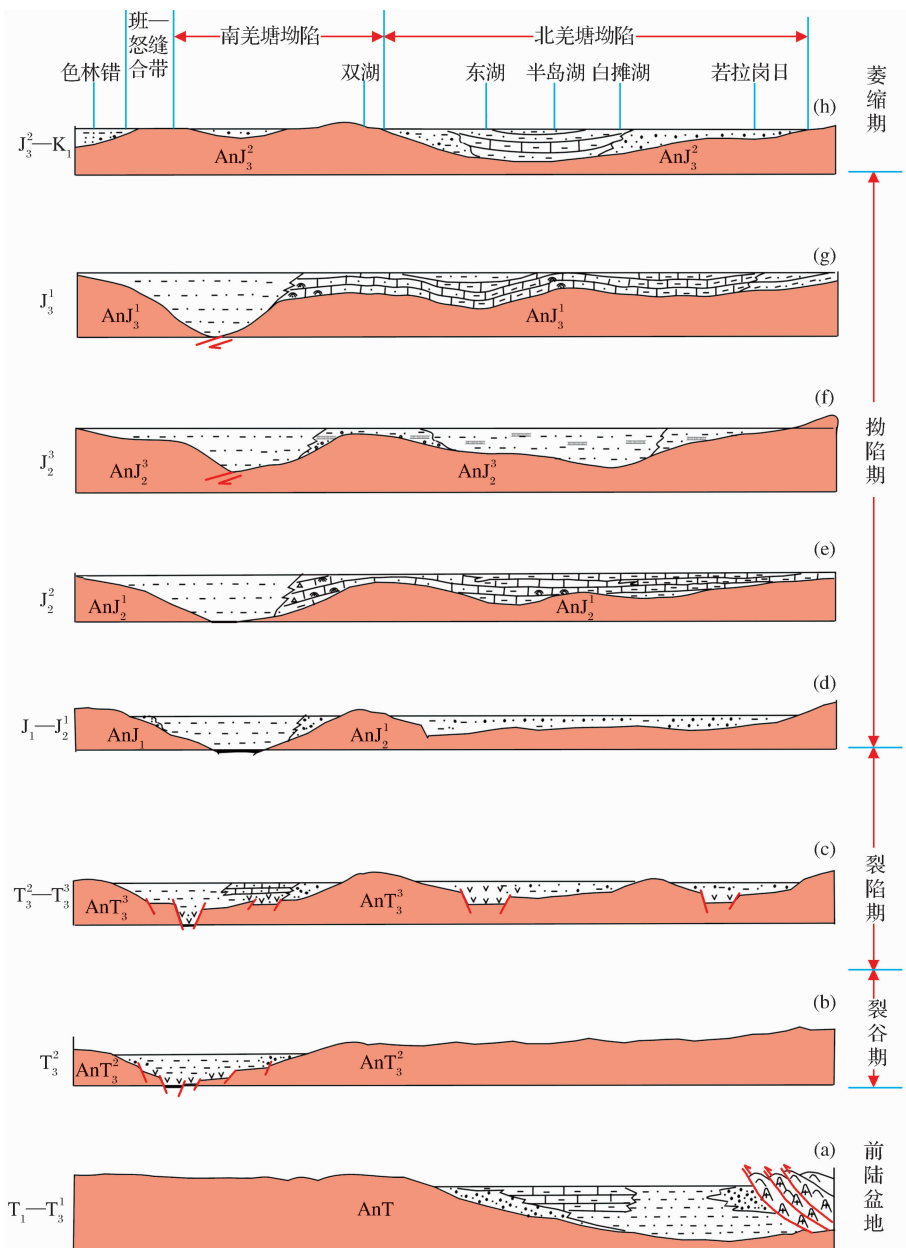 班—怒缝合带
南羌塘坳陷
北羌塘坳陷
色林错
双湖
东湖
半岛湖
白摊湖
若拉岗日
萎缩期
(h)
J₃²—K₁
AnJ₃²
AnJ₃²
(g)
J₃¹
AnJ₃¹
AnJ₃¹
拗陷期
(f)
J₂³
AnJ₂³
AnJ₂³
(e)
J₂²
AnJ₂¹
AnJ₂¹
(d)
J₁—J₂¹
AnJ₁
AnJ₂¹
(c)
T₃²—T₃³
AnT₃³
AnT₃³
裂陷期
(b)
T₃²
AnT₃²
AnT₃²
裂谷期
(a)
T₁—T₃¹
AnT
前陆盆地